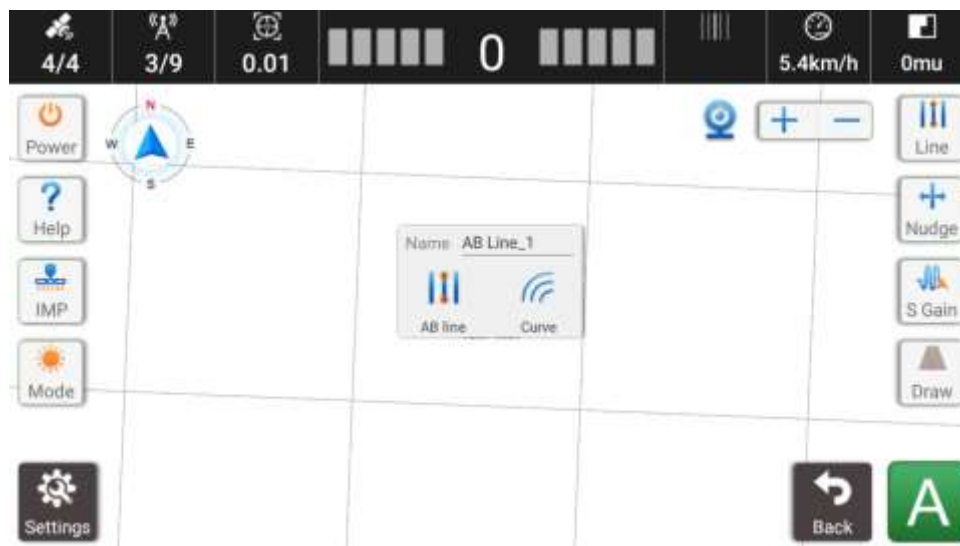 4/4
3/9
0.01
0
5.4km/h
0mu
Power
N
W
E
S
Line
Help
Name AB Line_1
Nudge
IMP
AB line
Curve
S Gain
Mode
Draw
Settings
Back
A